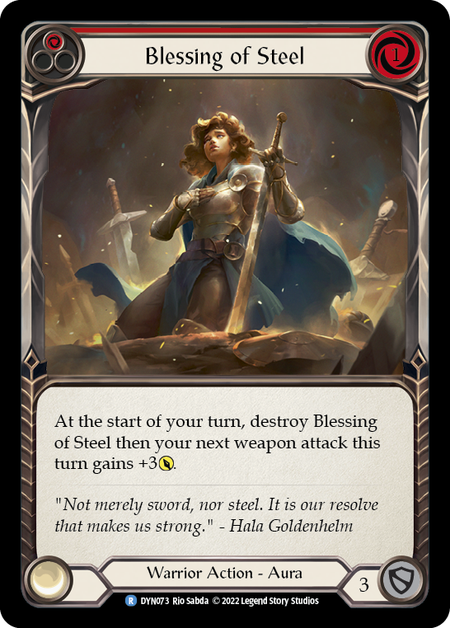 Blessing of Steel
1
At the start of your turn, destroy Blessing
of Steel then your next weapon attack this
turn gains +3.
"Not merely sword, nor steel. It is our resolve
that makes us strong." - Hala Goldenhelm
Warrior Action - Aura
3
R DYN073 Rio Sabda © 2022 Legend Story Studios